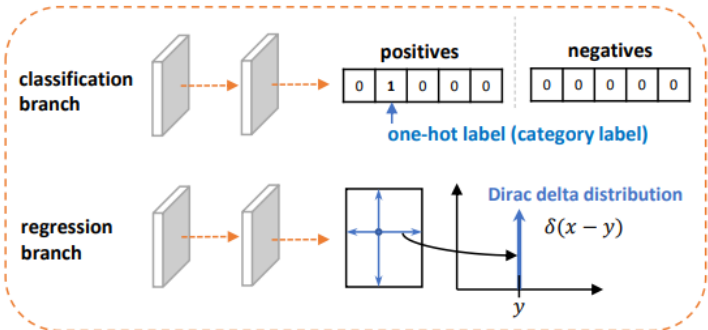 positives
negatives
classification
branch
0 1 0 0 0
0 0 0 0 0
one-hot label (category label)
regression
branch
Dirac delta distribution
δ(x − y)
y